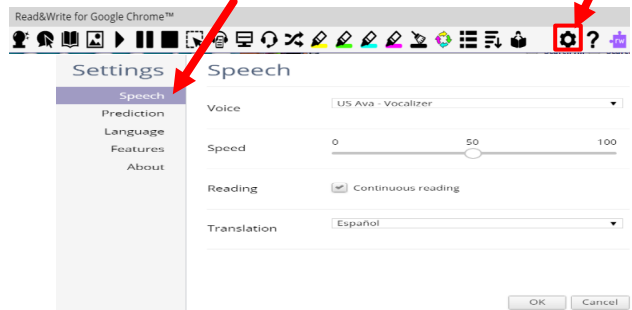 Read&Write for Google Chrome™
? rw
Settings Speech
Speech
Prediction
Language
Features
About
Voice US Ava - Vocalizer
Speed 0 50 100
Reading Continuous reading
Translation Español
OK Cancel